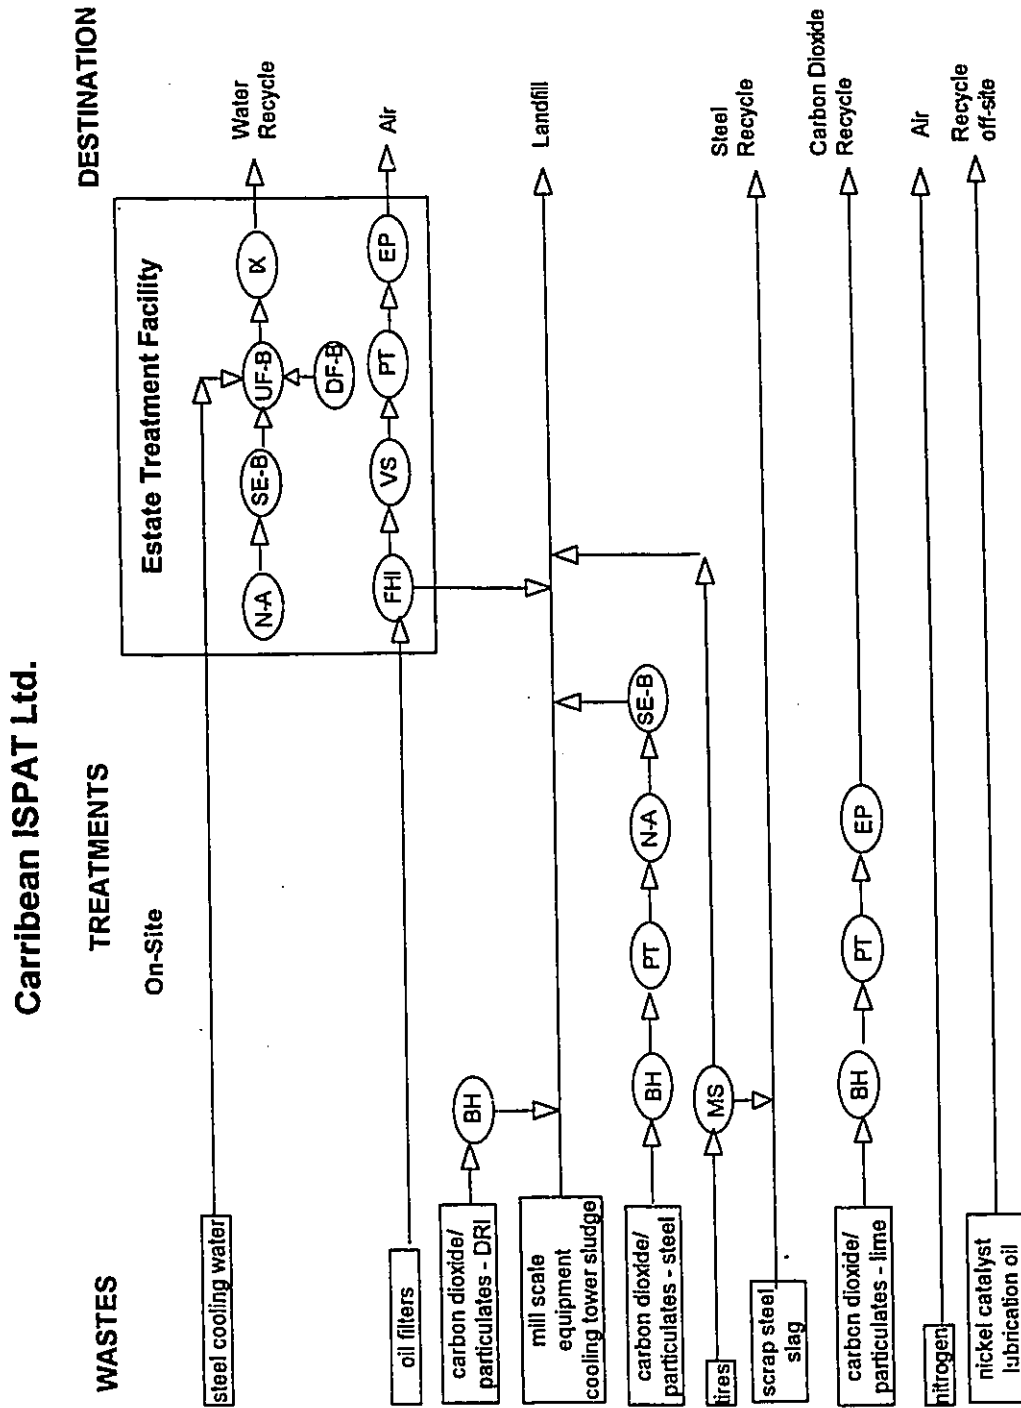 Carribean ISPAT Ltd.
WASTES
TREATMENTS
DESTINATION
On-Site
Estate Treatment Facility
steel cooling water
N-A
SE-B
UF-B
IX
DF-B
Water
Recycle
oil filters
FHI
VS
PT
EP
Air
carbon dioxide/
particulates - DRI
BH
mill scale
equipment
cooling tower sludge
Landfill
carbon dioxide/
particulates - steel
BH
PT
N-A
SE-B
tires
MS
scrap steel
slag
Steel
Recycle
carbon dioxide/
particulates - lime
BH
PT
EP
Carbon Dioxide
Recycle
nitrogen
Air
nickel catalyst
lubrication oil
Recycle
off-site